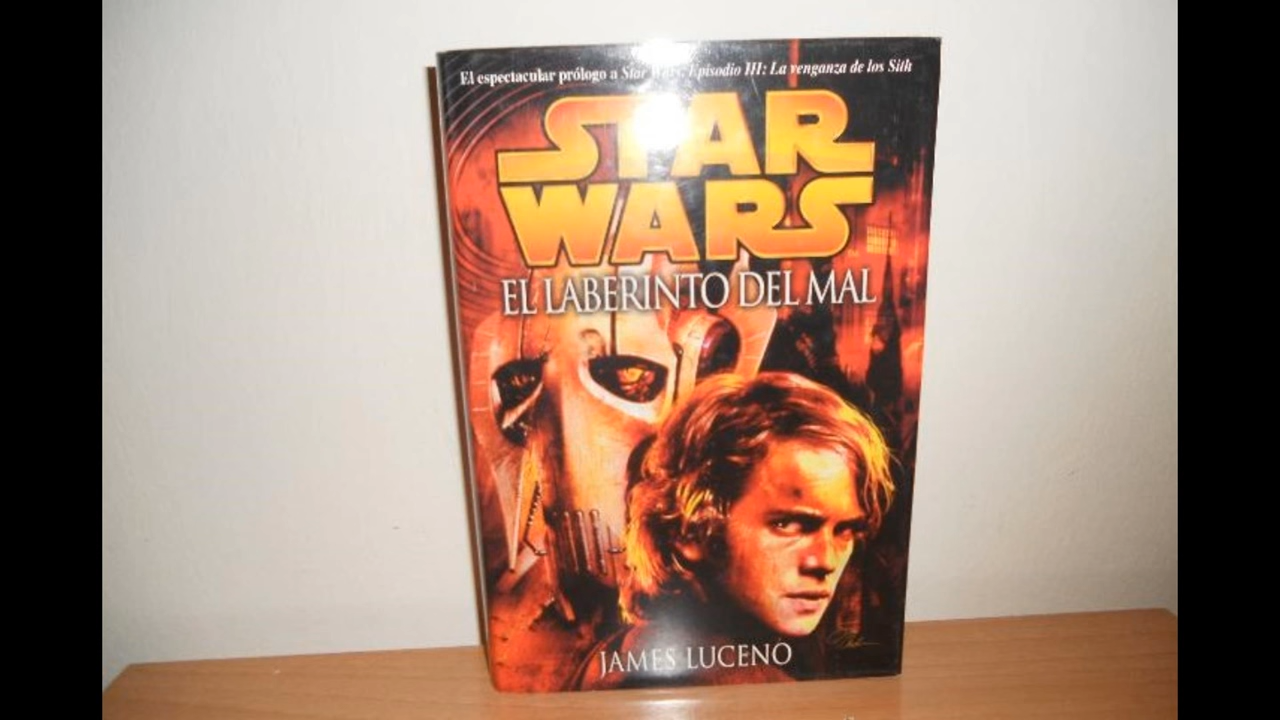 El espectacular prólogo a Star Wars. Episodio III: La venganza de los Sith
STAR
WARS
EL LABERINTO DEL MAL
JAMES LUCENO